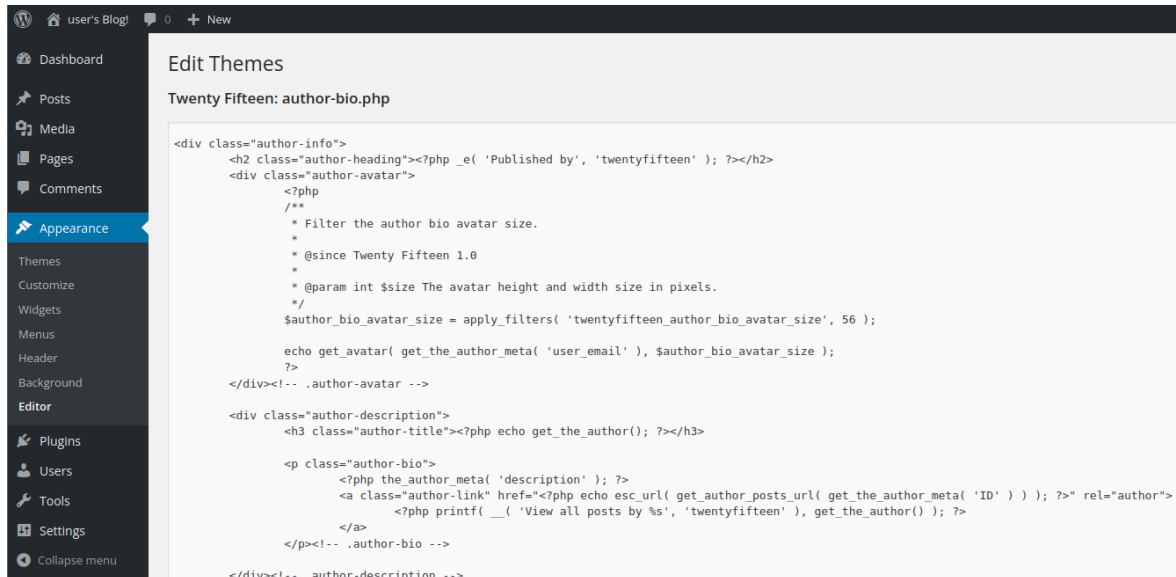 user's Blog! 0 + New
Dashboard
Posts
Media
Pages
Comments
Appearance
Themes
Customize
Widgets
Menus
Header
Background
Editor
Plugins
Users
Tools
Settings
Collapse menu
Edit Themes
Twenty Fifteen: author-bio.php
<div class="author-info">
<h2 class="author-heading"><?php _e( 'Published by', 'twentyfifteen' ); ?></h2>
<div class="author-avatar">
<?php
/**
* Filter the author bio avatar size.
*
* @since Twenty Fifteen 1.0
*
* @param int $size The avatar height and width size in pixels.
*/
$author_bio_avatar_size = apply_filters( 'twentyfifteen_author_bio_avatar_size', 56 );
echo get_avatar( get_the_author_meta( 'user_email' ), $author_bio_avatar_size );
?>
</div><!-- .author-avatar -->
<div class="author-description">
<h3 class="author-title"><?php echo get_the_author(); ?></h3>
<p class="author-bio">
<?php the_author_meta( 'description' ); ?>
<a class="author-link" href="<?php echo esc_url( get_author_posts_url( get_the_author_meta( 'ID' ) ) ); ?>" rel="author">
<?php printf( __( 'View all posts by %s', 'twentyfifteen' ), get_the_author() ); ?>
</a>
</p><!-- .author-bio -->
</div><!-- .author-description -->